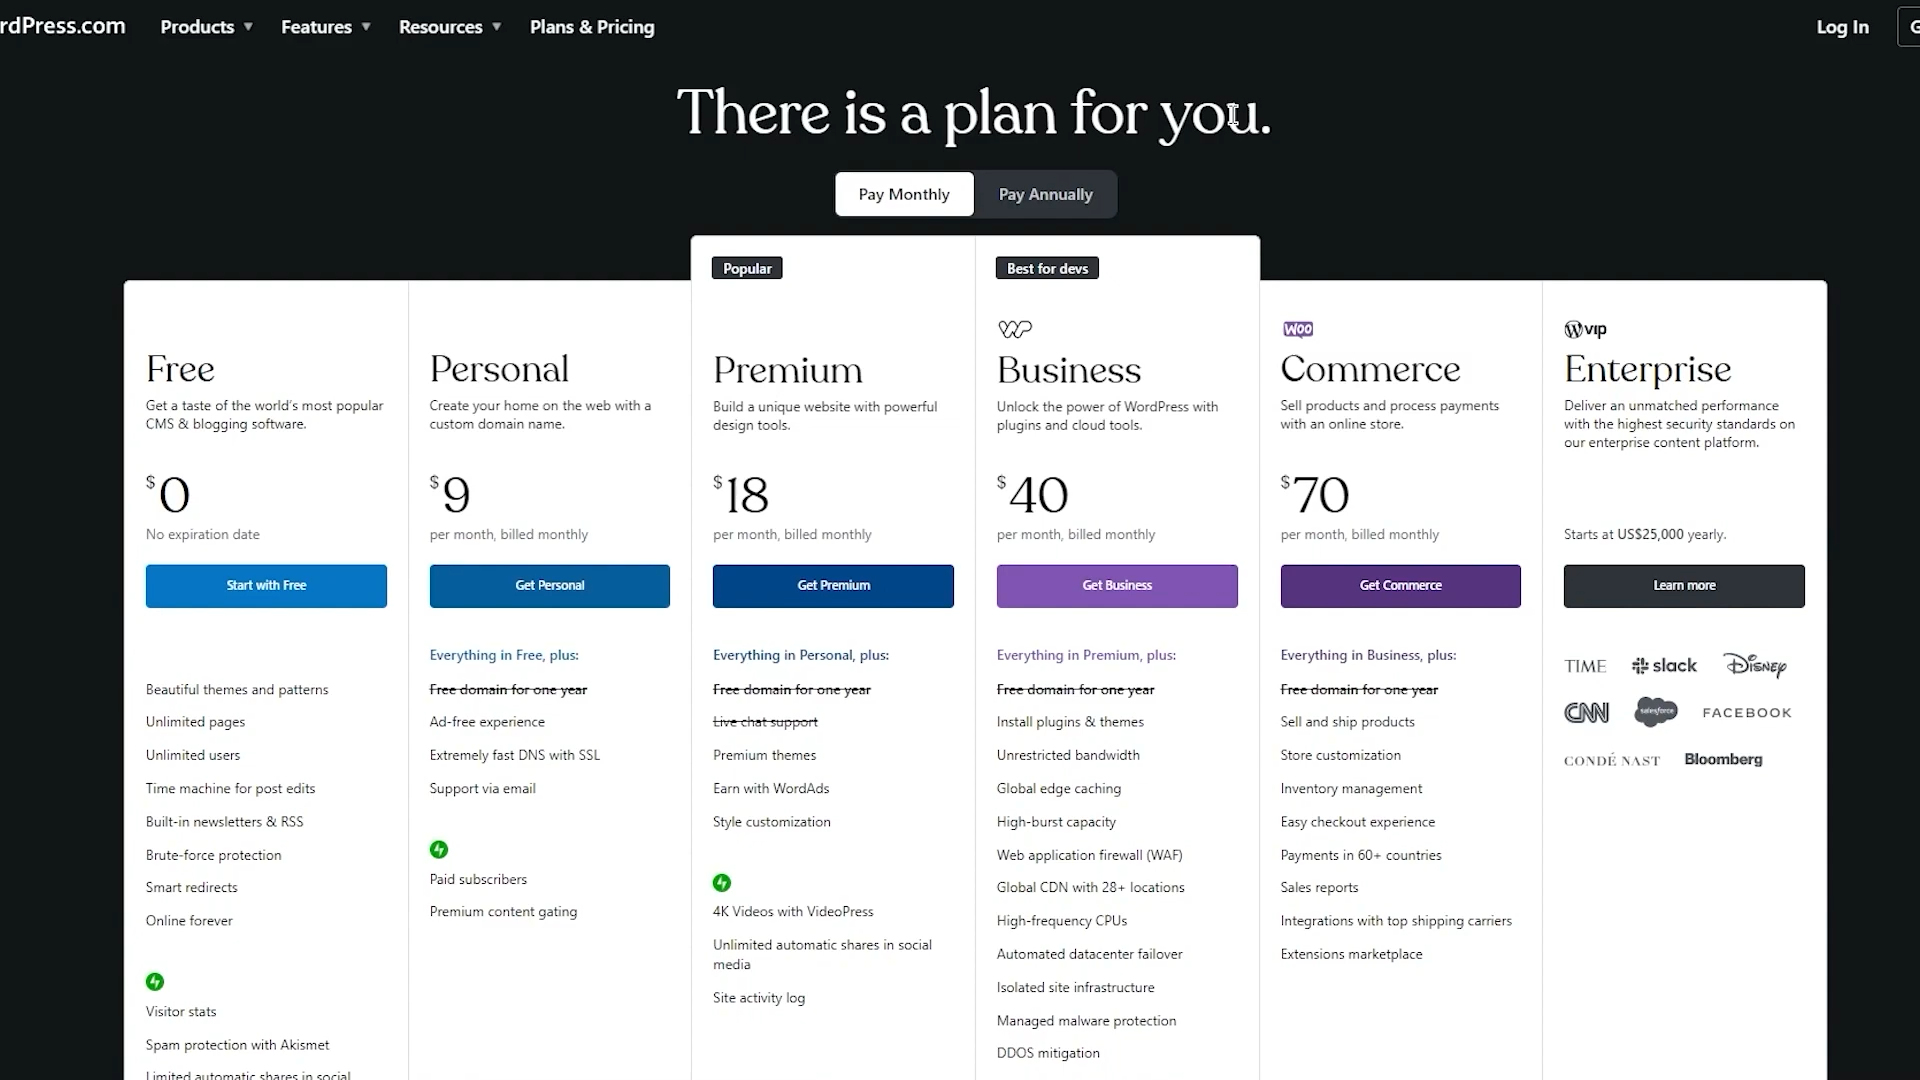 rdPress.com
Products
Features
Resources
Plans & Pricing
Log In
There is a plan for you.
Pay Monthly
Pay Annually
Free
Get a taste of the world's most popular
CMS & blogging software.
$0
No expiration date
Start with Free
Beautiful themes and patterns
Unlimited pages
Unlimited users
Time machine for post edits
Built-in newsletters & RSS
Brute-force protection
Smart redirects
Online forever
Visitor stats
Spam protection with Akismet
Limited automatic shares in social
Personal
Create your home on the web with a
custom domain name.
$9
per month, billed monthly
Get Personal
Everything in Free, plus:
Free domain for one year
Ad-free experience
Extremely fast DNS with SSL
Support via email
Paid subscribers
Premium content gating
Popular
Premium
Build a unique website with powerful
design tools.
$18
per month, billed monthly
Get Premium
Everything in Personal, plus:
Free domain for one year
Live chat support
Premium themes
Earn with WordAds
Style customization
4K Videos with VideoPress
Unlimited automatic shares in social
media
Site activity log
Best for devs
WP
Business
Unlock the power of WordPress with
plugins and cloud tools.
$40
per month, billed monthly
Get Business
Everything in Premium, plus:
Free domain for one year
Install plugins & themes
Unrestricted bandwidth
Global edge caching
High-burst capacity
Web application firewall (WAF)
Global CDN with 28+ locations
High-frequency CPUs
Automated datacenter failover
Isolated site infrastructure
Managed malware protection
DDOS mitigation
WOO
Commerce
Sell products and process payments
with an online store.
$70
per month, billed monthly
Get Commerce
Everything in Business, plus:
Free domain for one year
Sell and ship products
Store customization
Inventory management
Easy checkout experience
Payments in 60+ countries
Sales reports
Integrations with top shipping carriers
Extensions marketplace
W vip
Enterprise
Deliver an unmatched performance
with the highest security standards on
our enterprise content platform.
Starts at US$25,000 yearly.
Learn more
TIME
slack
Disney
CNN
salesforce
FACEBOOK
CONDÉ NAST
Bloomberg